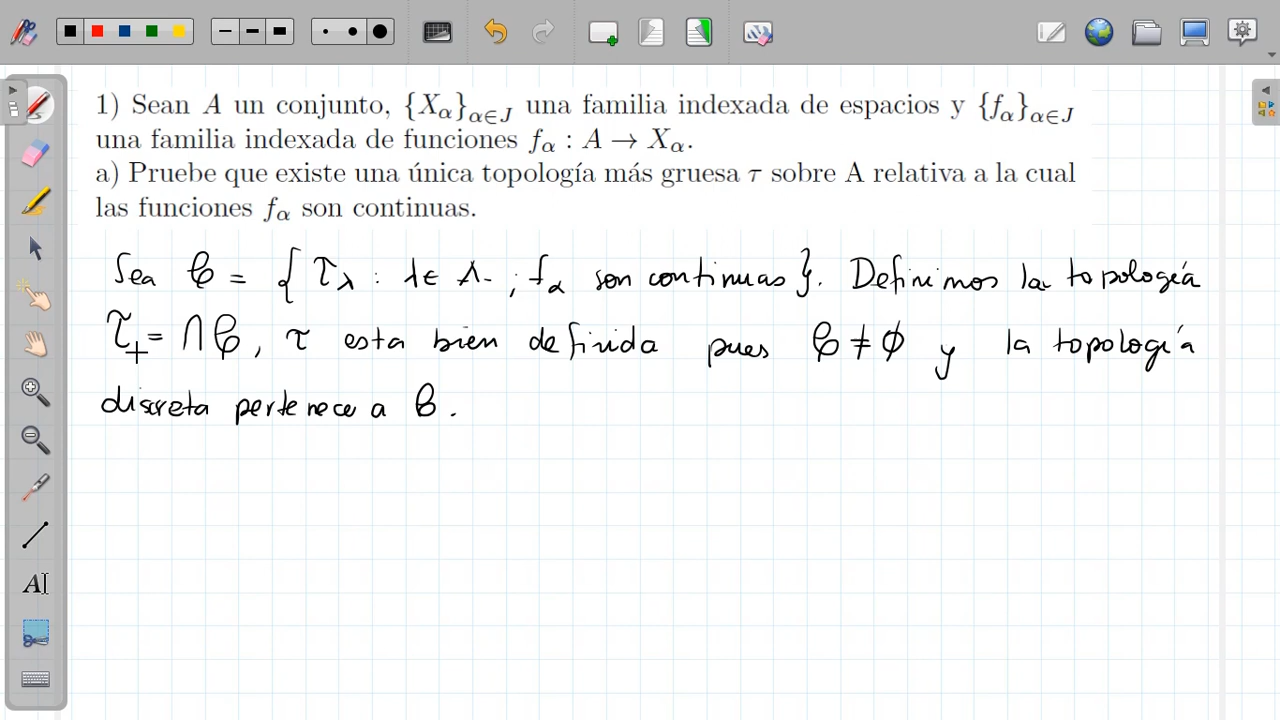 1) Sean A un conjunto, {X_α}_{α∈J} una familia indexada de espacios y {f_α}_{α∈J}
una familia indexada de funciones f_α : A → X_α.
a) Pruebe que existe una única topología más gruesa τ sobre A relativa a la cual
las funciones f_α son continuas.
Sea 𝒞 = { τ_λ : λ ∈ Λ ; f_α son continuas }. Definimos la topología
τ = ∩𝒞, τ esta bien definida pues 𝒞 ≠ ∅ y la topología
discreta pertenece a 𝒞.